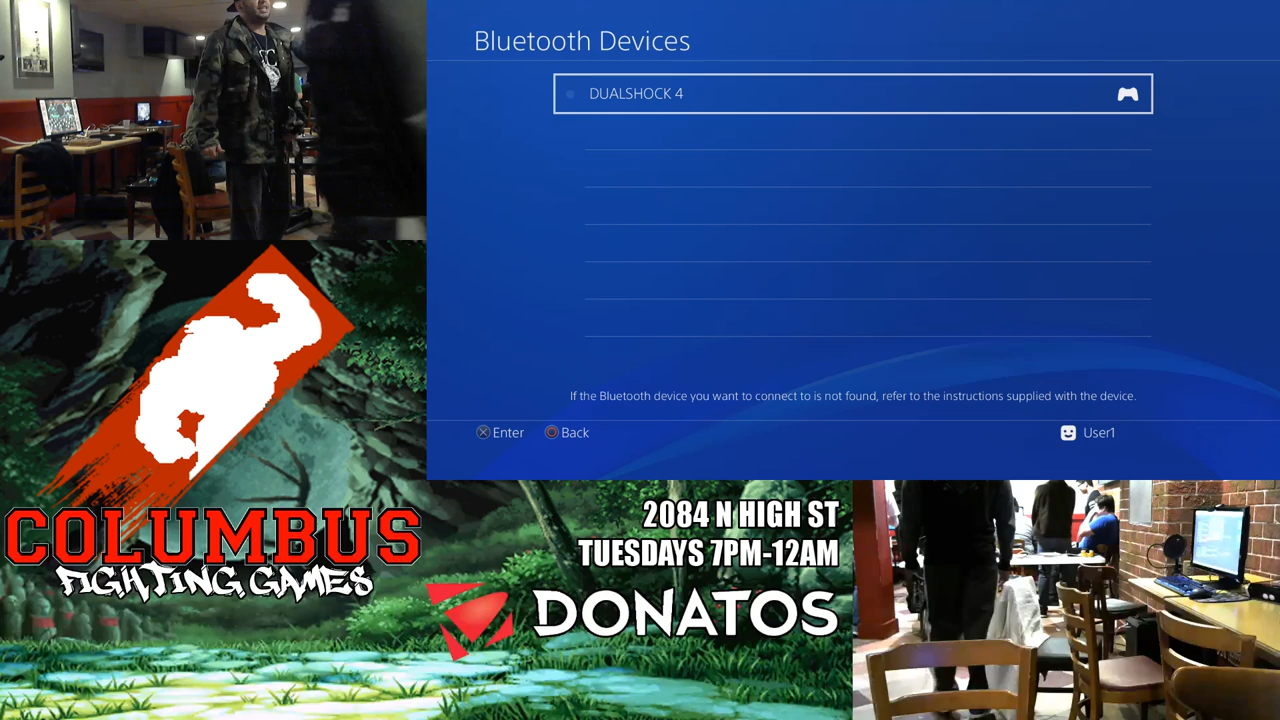 Bluetooth Devices
DUALSHOCK 4
If the Bluetooth device you want to connect to is not found, refer to the instructions supplied with the device.
Enter
Back
User1
COLUMBUS
FIGHTING GAMES
2084 N HIGH ST
TUESDAYS 7PM-12AM
DONATOS